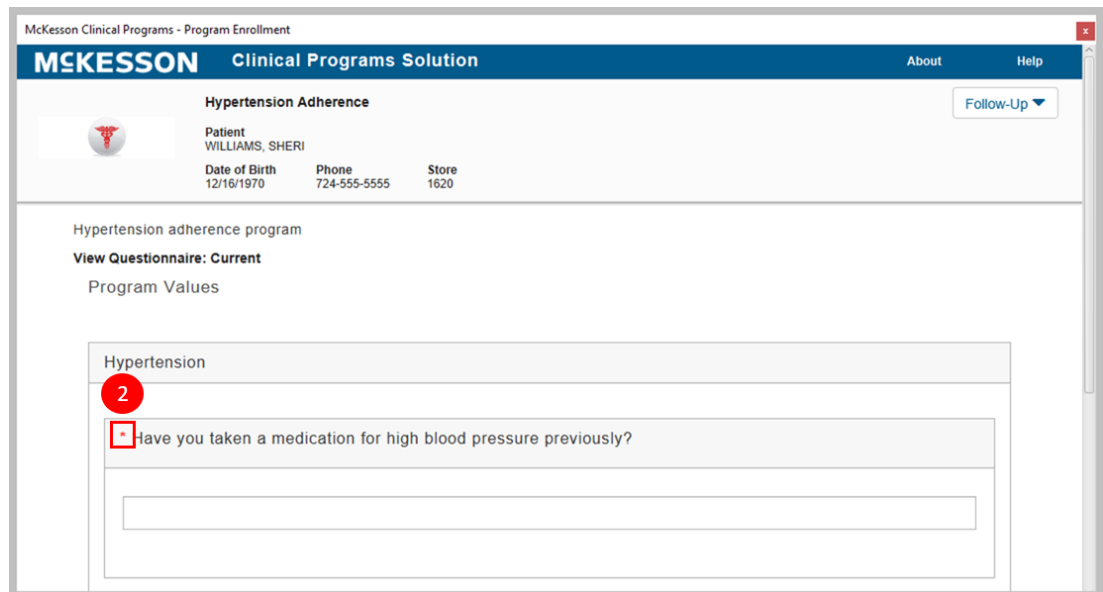 McKesson Clinical Programs - Program Enrollment
x
MCKESSON Clinical Programs Solution About Help
Hypertension Adherence
Follow-Up
Patient
WILLIAMS, SHERI
Date of Birth Phone Store
12/16/1970 724-555-5555 1620
Hypertension adherence program
View Questionnaire: Current
Program Values
Hypertension
2
* Have you taken a medication for high blood pressure previously?